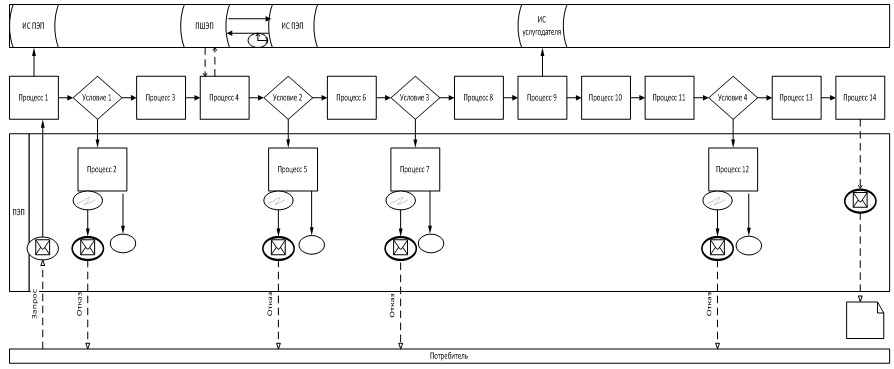 ИС ПЭП
ПШЭП
ИС ПЭП
ИС
услугодателя
Процесс 1
Условие 1
Процесс 3
Процесс 4
Условие 2
Процесс 6
Условие 3
Процесс 8
Процесс 9
Процесс 10
Процесс 11
Условие 4
Процесс 13
Процесс 14
ПЭП
Процесс 2
Процесс 5
Процесс 7
Процесс 12
Запрос
Отказ
Отказ
Отказ
Отказ
Потребитель